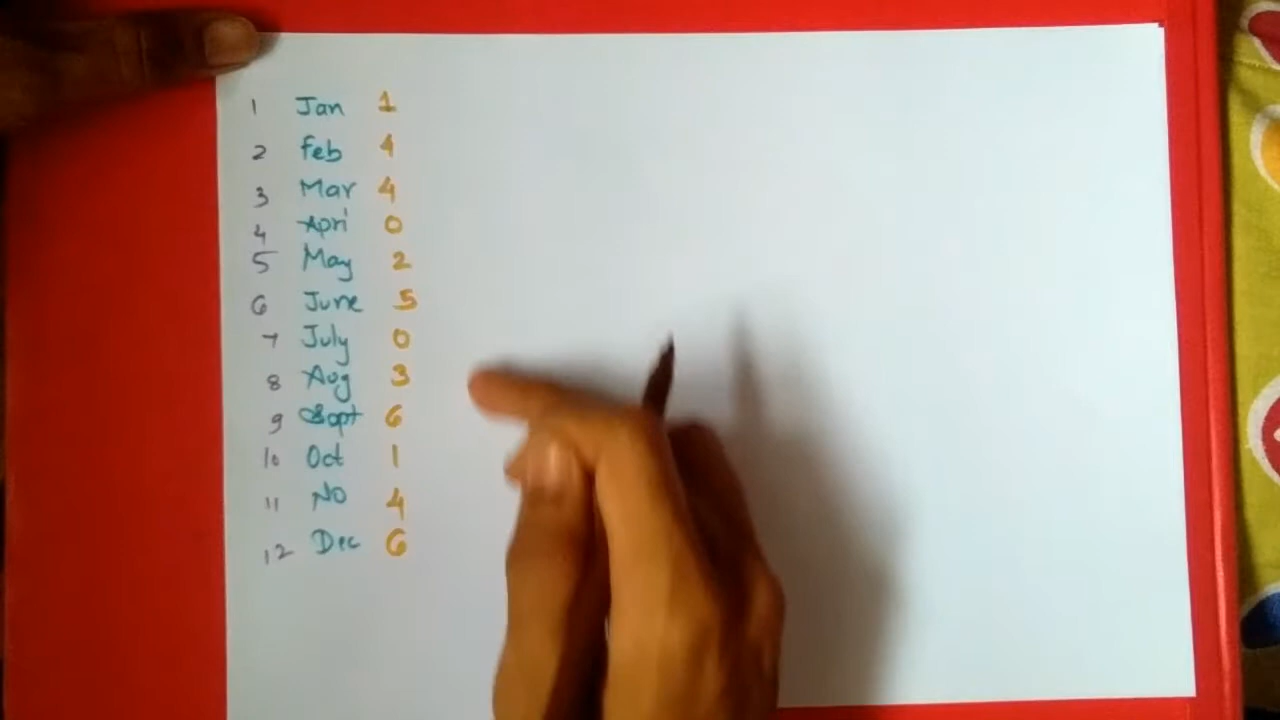 1 Jan 1
2 Feb 4
3 Mar 4
4 Apri 0
5 May 2
6 June 5
7 July 0
8 Aug 3
9 Sept 6
10 Oct 1
11 No 4
12 Dec 6